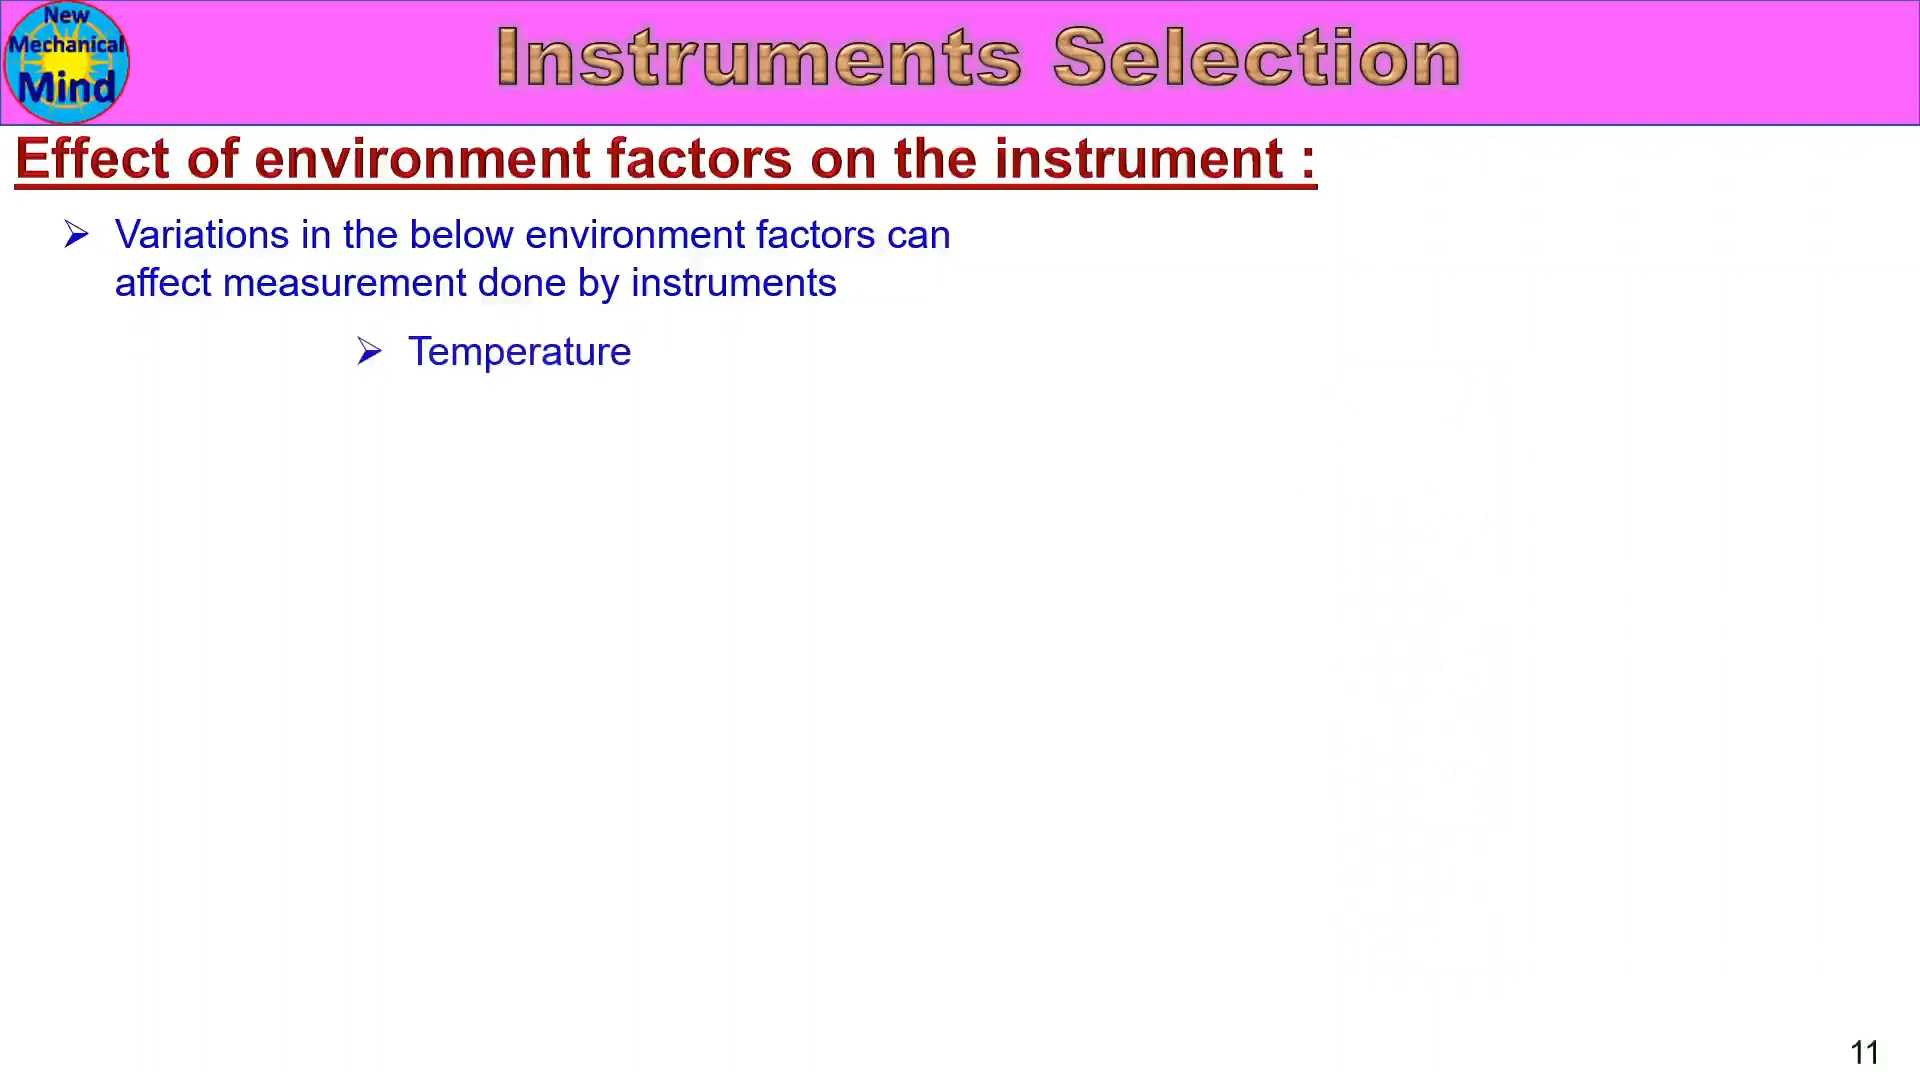 New
Mechanical
Mind
Instruments Selection
Effect of environment factors on the instrument :
➢ Variations in the below environment factors can
affect measurement done by instruments
➢ Temperature
11